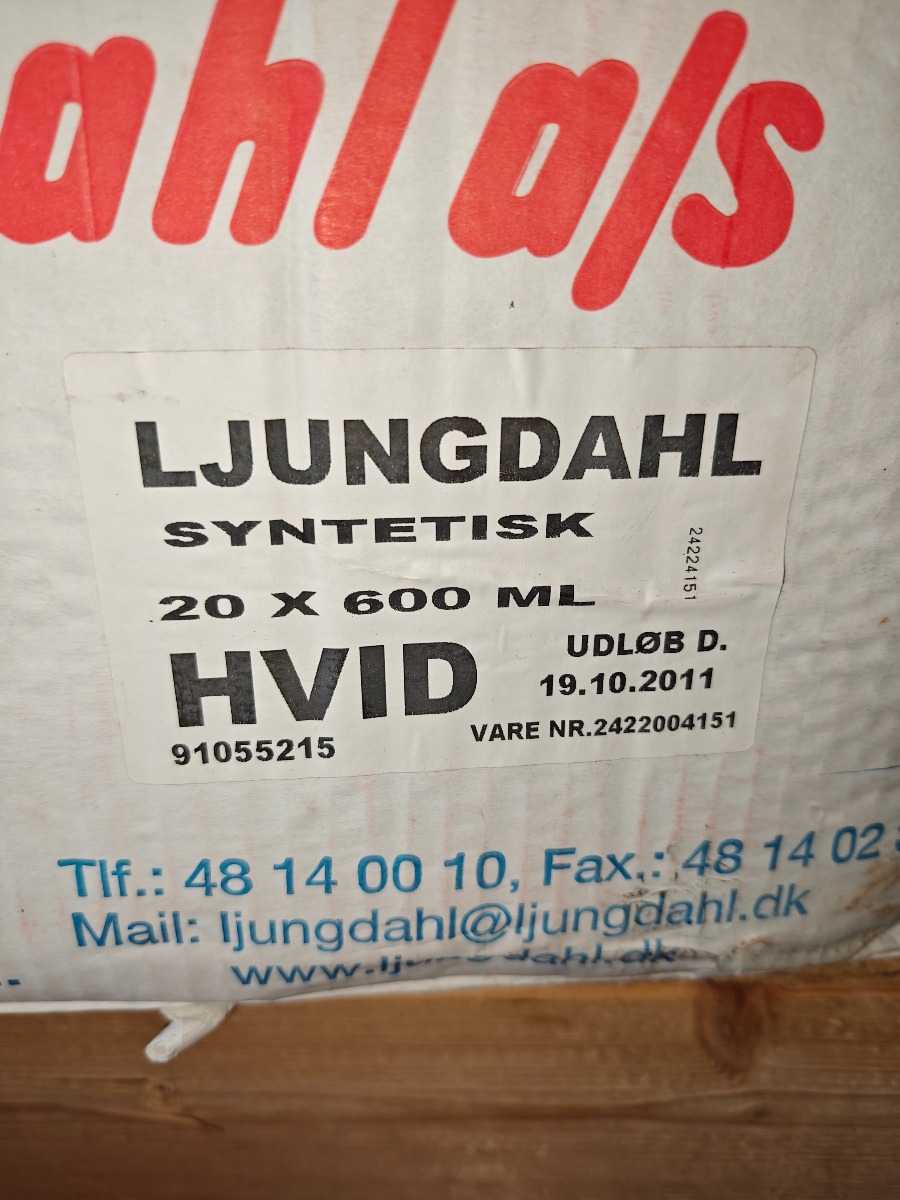 ahl a/s
LJUNGDAHL
SYNTETISK
24224151
20 X 600 ML
HVID
UDLØB D.
19.10.2011
91055215
VARE NR.2422004151
Tlf.: 48 14 00 10, Fax.: 48 14 02
Mail: ljungdahl@ljungdahl.dk